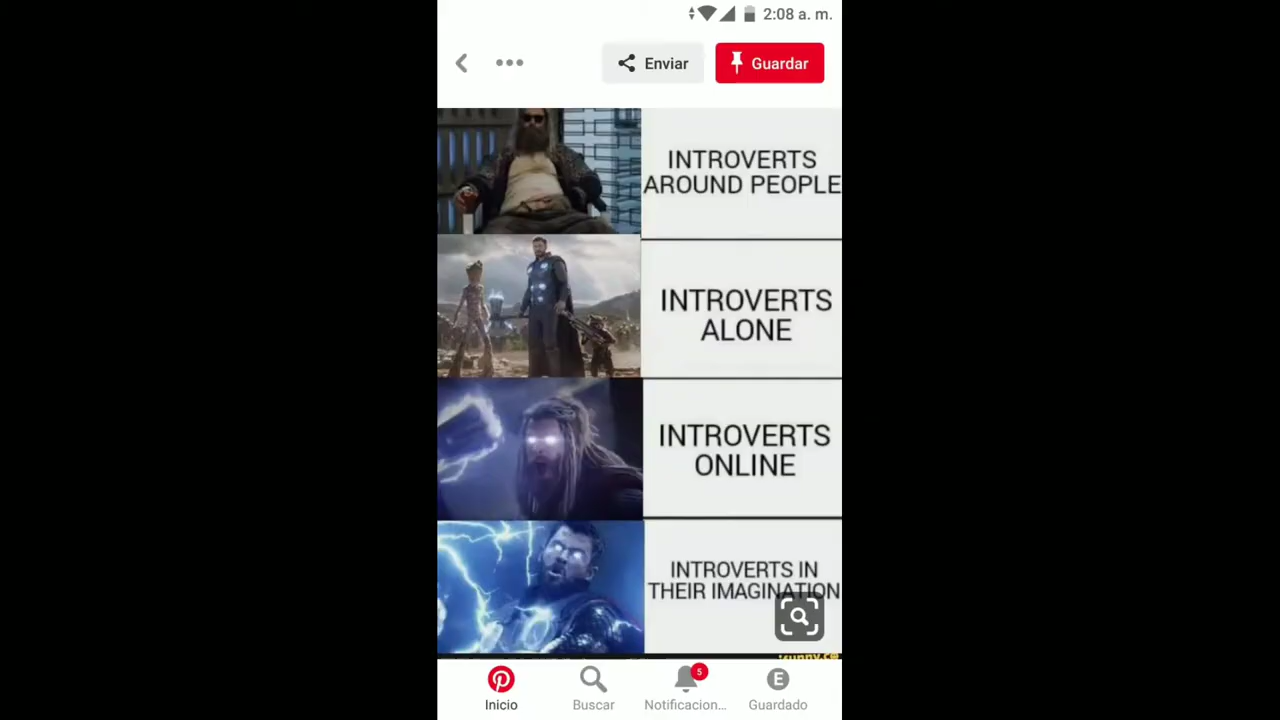 2:08 a. m.
Enviar
Guardar
INTROVERTS
AROUND PEOPLE
INTROVERTS
ALONE
INTROVERTS
ONLINE
INTROVERTS IN
THEIR IMAGINATION
5
E
Inicio
Buscar
Notificacion...
Guardado